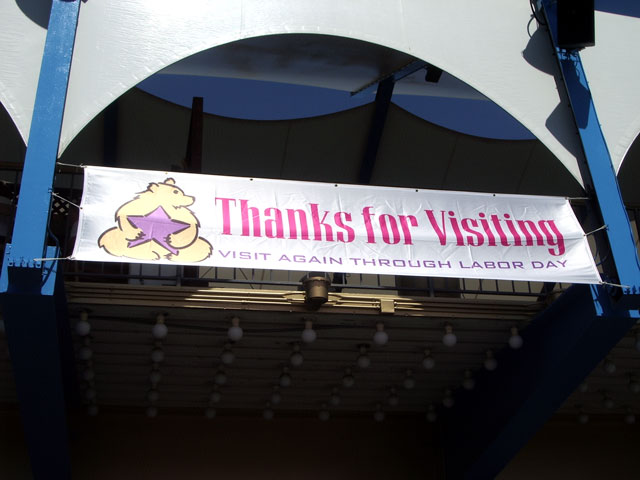 Thanks for Visiting
VISIT AGAIN THROUGH LABOR DAY